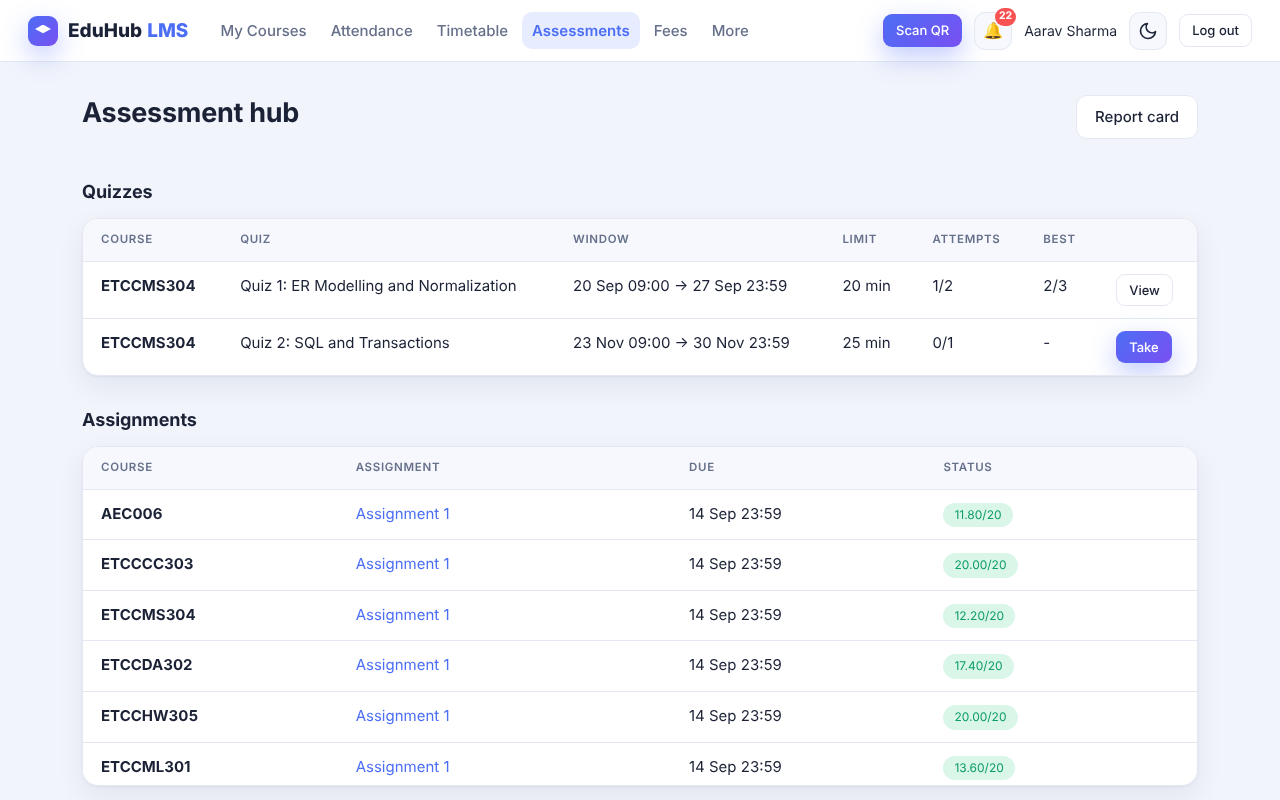 EduHub LMS My Courses Attendance Timetable Assessments Fees More Scan QR 22 Aarav Sharma Log out
Assessment hub Report card
Quizzes
COURSE QUIZ WINDOW LIMIT ATTEMPTS BEST
ETCCMS304 Quiz 1: ER Modelling and Normalization 20 Sep 09:00 → 27 Sep 23:59 20 min 1/2 2/3 View
ETCCMS304 Quiz 2: SQL and Transactions 23 Nov 09:00 → 30 Nov 23:59 25 min 0/1 - Take
Assignments
COURSE ASSIGNMENT DUE STATUS
AEC006 Assignment 1 14 Sep 23:59 11.80/20
ETCCCC303 Assignment 1 14 Sep 23:59 20.00/20
ETCCMS304 Assignment 1 14 Sep 23:59 12.20/20
ETCCDA302 Assignment 1 14 Sep 23:59 17.40/20
ETCCHW305 Assignment 1 14 Sep 23:59 20.00/20
ETCCML301 Assignment 1 14 Sep 23:59 13.60/20